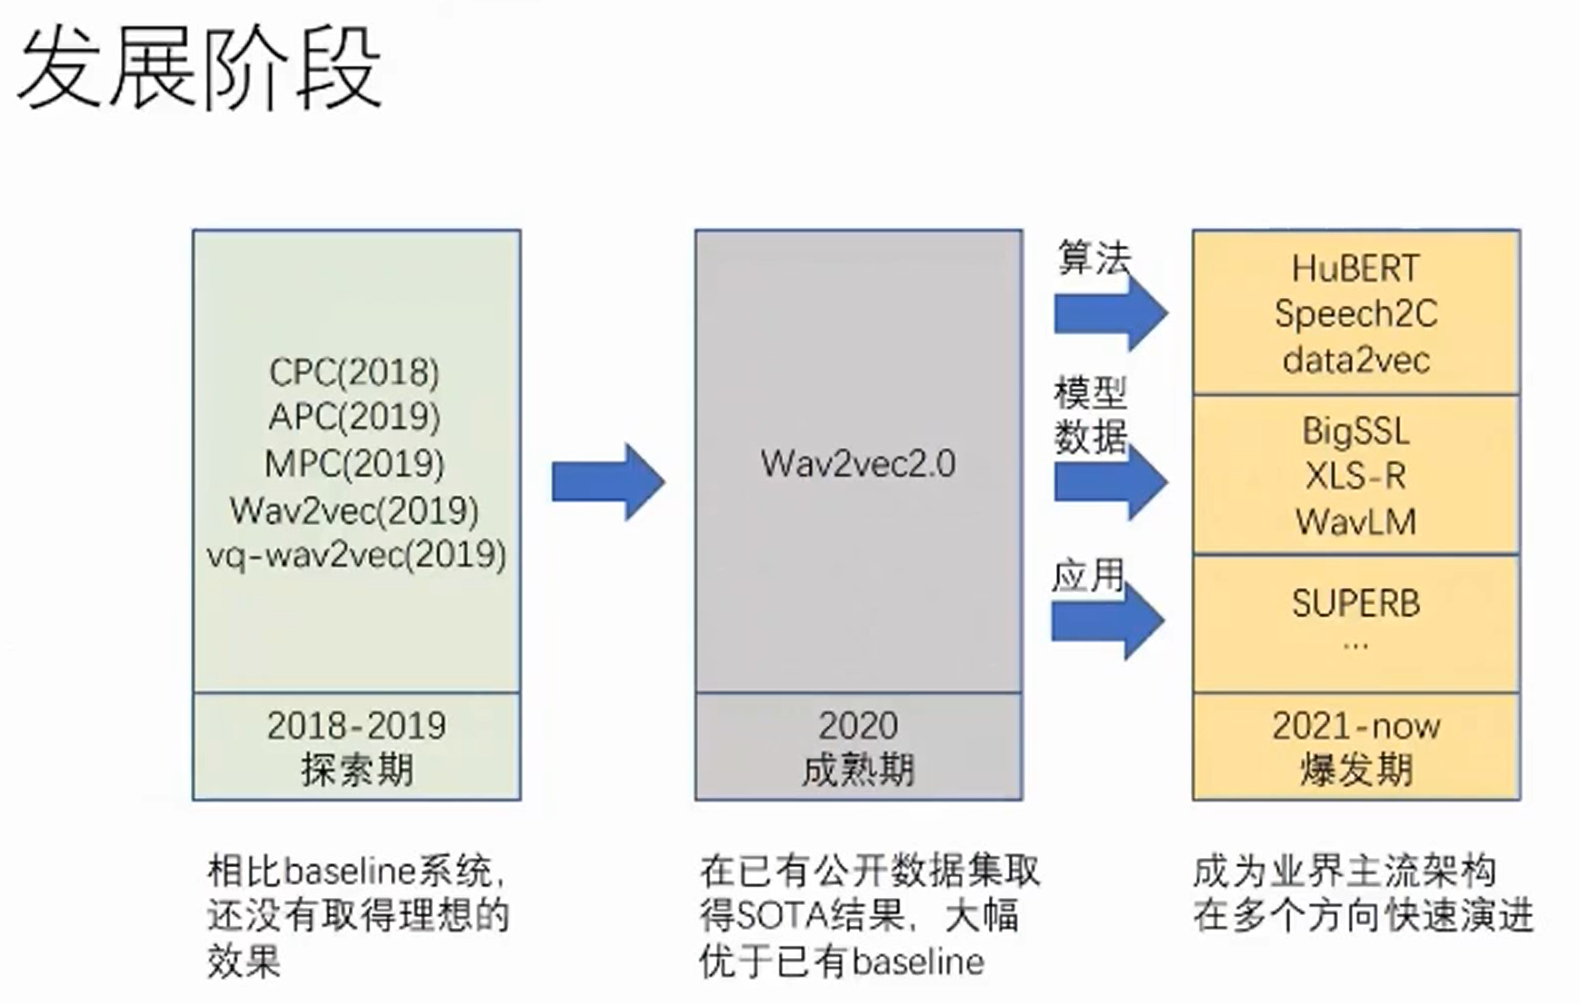 发展阶段
CPC(2018)
APC(2019)
MPC(2019)
Wav2vec(2019)
vq-wav2vec(2019)
2018-2019
探索期
相比baseline系统，
还没有取得理想的
效果
Wav2vec2.0
2020
成熟期
在已有公开数据集取
得SOTA结果，大幅
优于已有baseline
算法
模型
数据
应用
HuBERT
Speech2C
data2vec
BigSSL
XLS-R
WavLM
SUPERB
...
2021-now
爆发期
成为业界主流架构
在多个方向快速演进